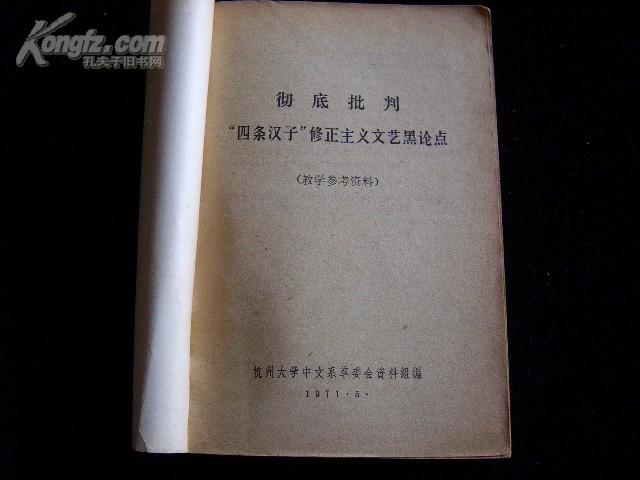 Kongfz.com
孔夫子旧书网
彻底批判
“四条汉子”修正主义文艺黑论点
(教学参考资料)
杭州大学中文系革委会资料组编
1971·5·